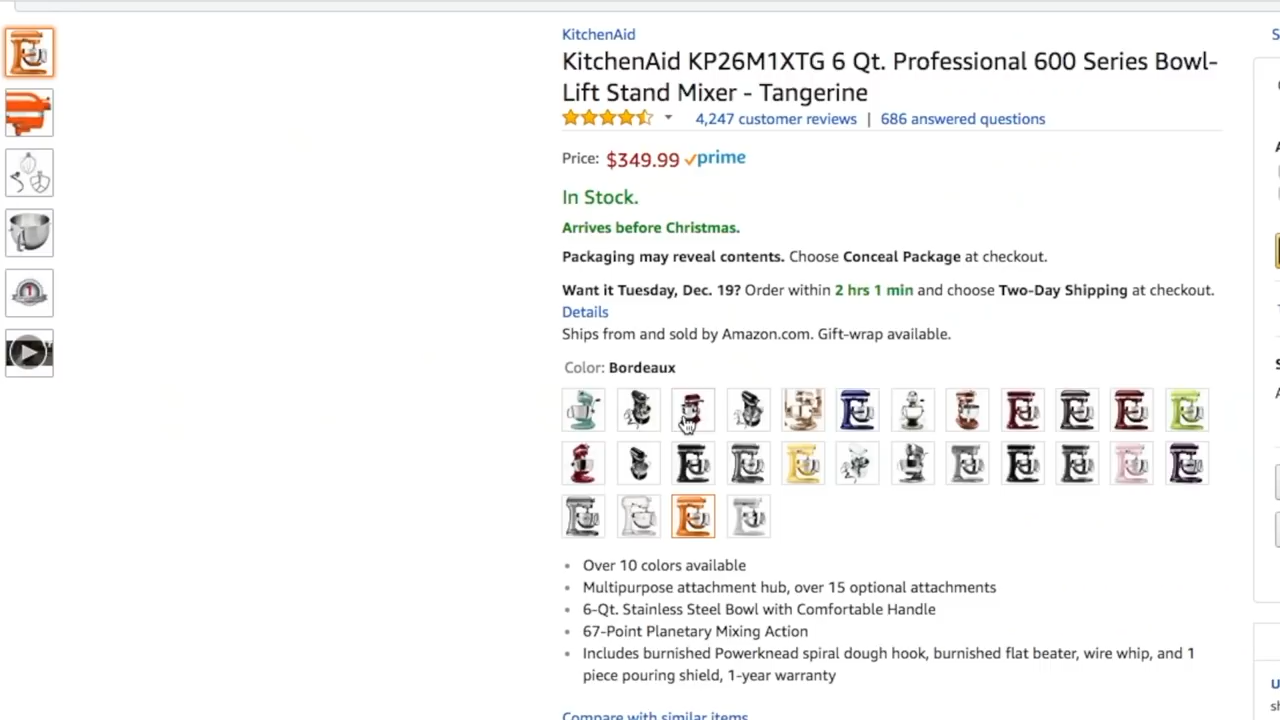 KitchenAid
KitchenAid KP26M1XTG 6 Qt. Professional 600 Series Bowl-
Lift Stand Mixer - Tangerine
4,247 customer reviews | 686 answered questions
Price: $349.99 prime
In Stock.
Arrives before Christmas.
Packaging may reveal contents. Choose Conceal Package at checkout.
Want it Tuesday, Dec. 19? Order within 2 hrs 1 min and choose Two-Day Shipping at checkout.
Details
Ships from and sold by Amazon.com. Gift-wrap available.
Color: Bordeaux
• Over 10 colors available
• Multipurpose attachment hub, over 15 optional attachments
• 6-Qt. Stainless Steel Bowl with Comfortable Handle
• 67-Point Planetary Mixing Action
• Includes burnished Powerknead spiral dough hook, burnished flat beater, wire whip, and 1
piece pouring shield, 1-year warranty
Compare with similar items